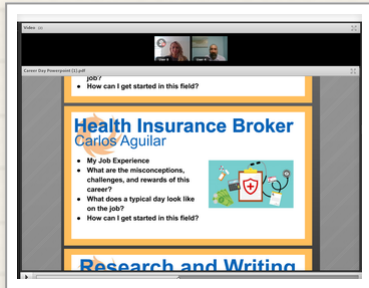 Video
Career Day Powerpoint (1).pdf
job?
● How can I get started in this field?
Health Insurance Broker
Carlos Aguilar
● My Job Experience
● What are the misconceptions,
challenges, and rewards of this
career?
● What does a typical day look like
on the job?
● How can I get started in this field?
Research and Writing